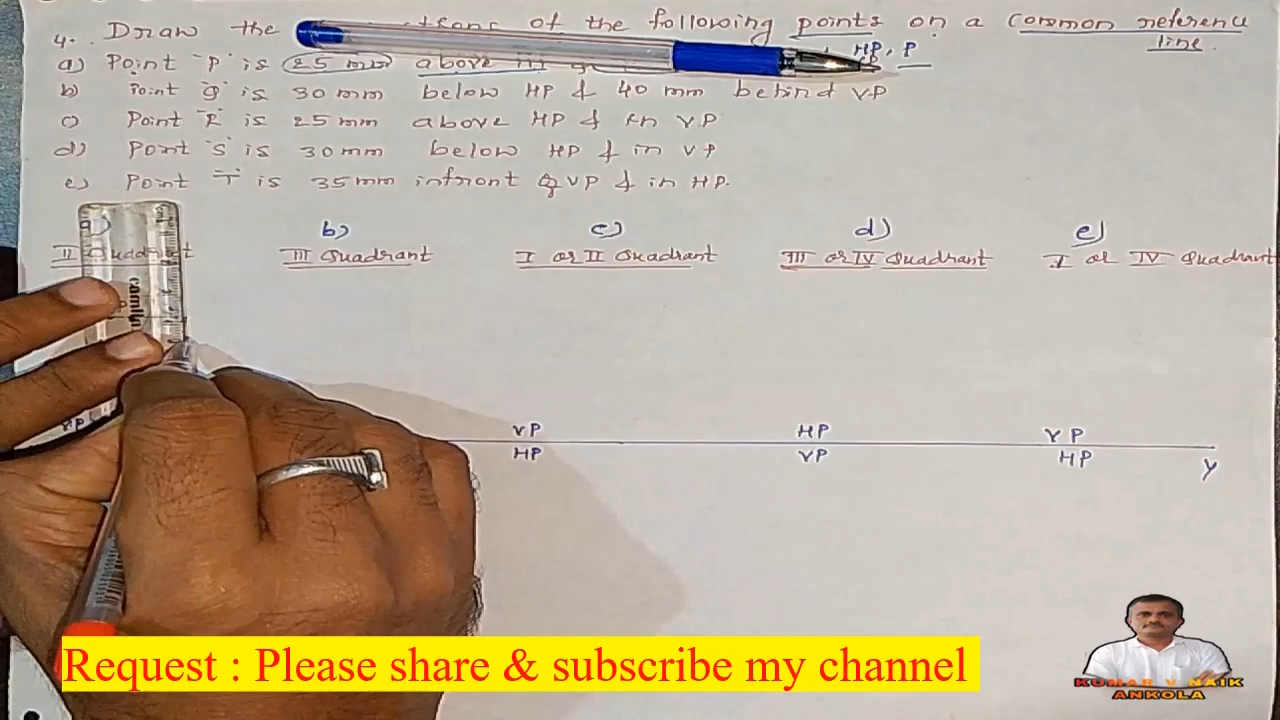 4. Draw the of the following points on a common reference line.
HP, P
a) Point "P" is 25 mm above
b) Point "Q" is 30 mm below HP & 40 mm behind VP
c) Point "R" is 25 mm above HP & in VP
d) Point "S" is 30 mm below HP & in VP
e) Point "T" is 35 mm infront of VP & in HP.
a) b) c) d) e)
II Quadrant III Quadrant I or II Quadrant III or IV Quadrant I or IV Quadrant
camlin
VP HP VP
HP VP HP y
Request : Please share & subscribe my channel
KUMAR V NAIK
ANKOLA